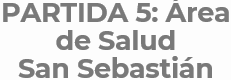 PARTIDA 5: Área
de Salud
San Sebastián